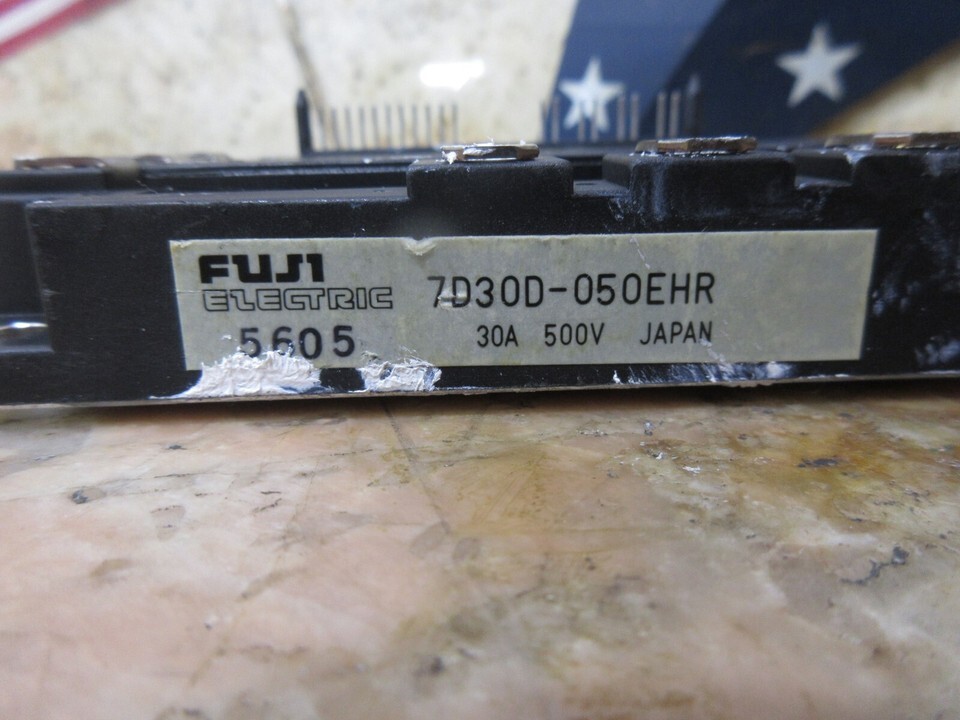 FUJI
ELECTRIC
7D30D-050EHR
5605
30A 500V JAPAN